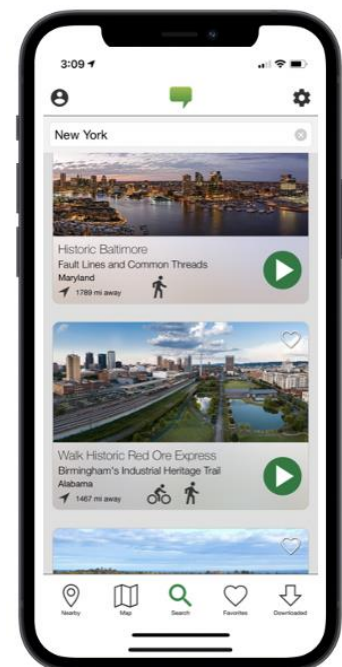 3:09
New York
Historic Baltimore
Fault Lines and Common Threads
Maryland
1789 mi away
Walk Historic Red Ore Express
Birmingham's Industrial Heritage Trail
Alabama
1467 mi away
Nearby
Map
Search
Favorites
Downloaded